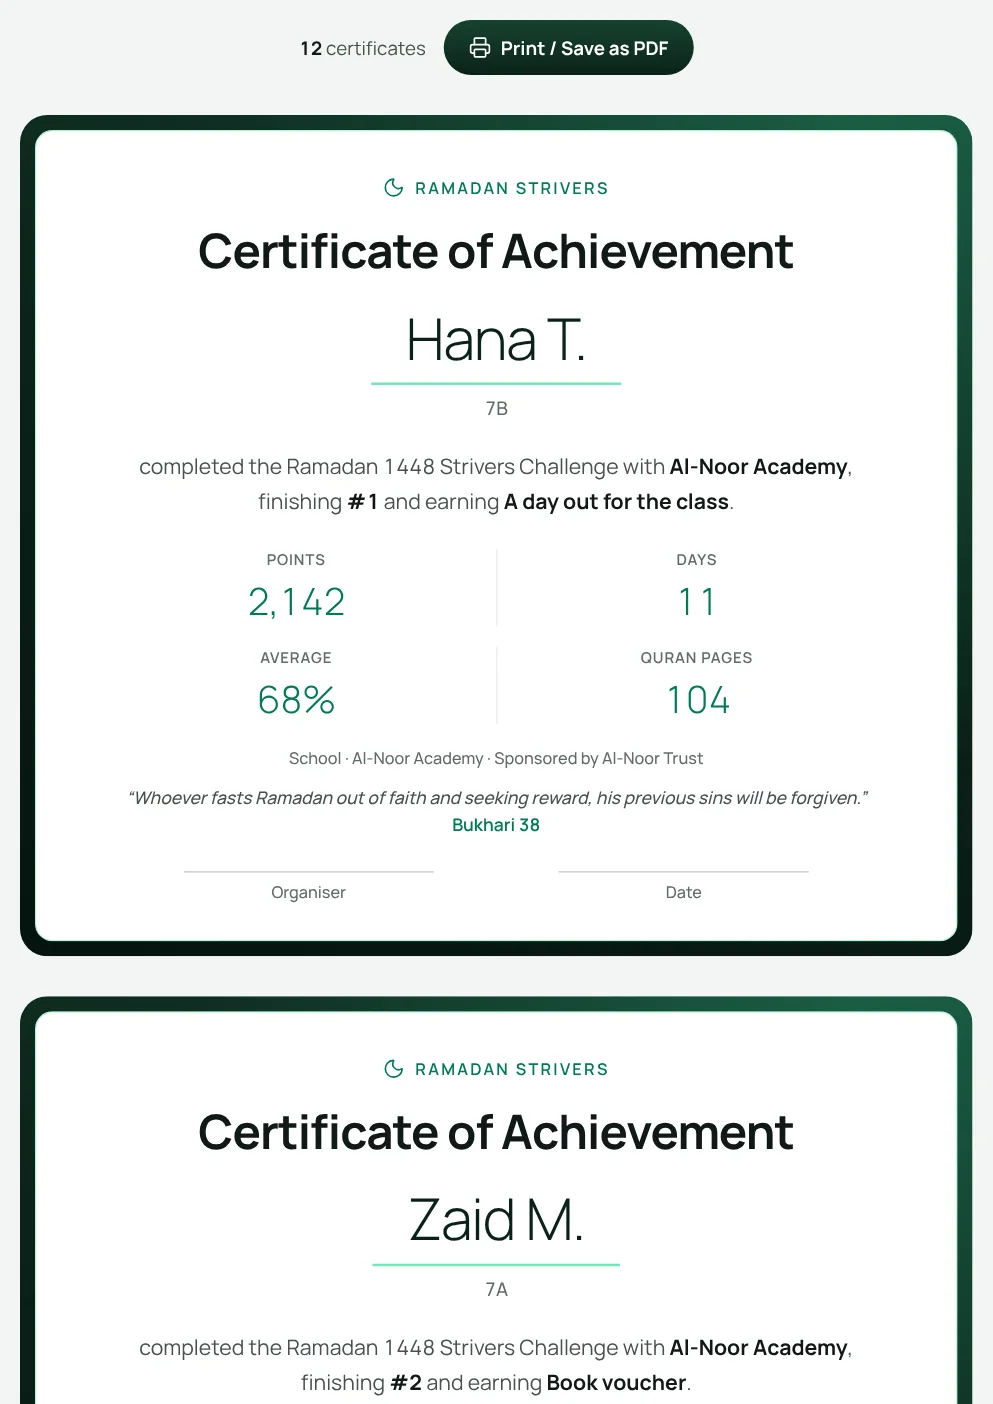 12 certificates
Print / Save as PDF
RAMADAN STRIVERS
Certificate of Achievement
Hana T.
7B
completed the Ramadan 1448 Strivers Challenge with Al-Noor Academy,
finishing #1 and earning A day out for the class.
POINTS
2,142
DAYS
11
AVERAGE
68%
QURAN PAGES
104
School · Al-Noor Academy · Sponsored by Al-Noor Trust
“Whoever fasts Ramadan out of faith and seeking reward, his previous sins will be forgiven.”
Bukhari 38
Organiser
Date
RAMADAN STRIVERS
Certificate of Achievement
Zaid M.
7A
completed the Ramadan 1448 Strivers Challenge with Al-Noor Academy,
finishing #2 and earning Book voucher.